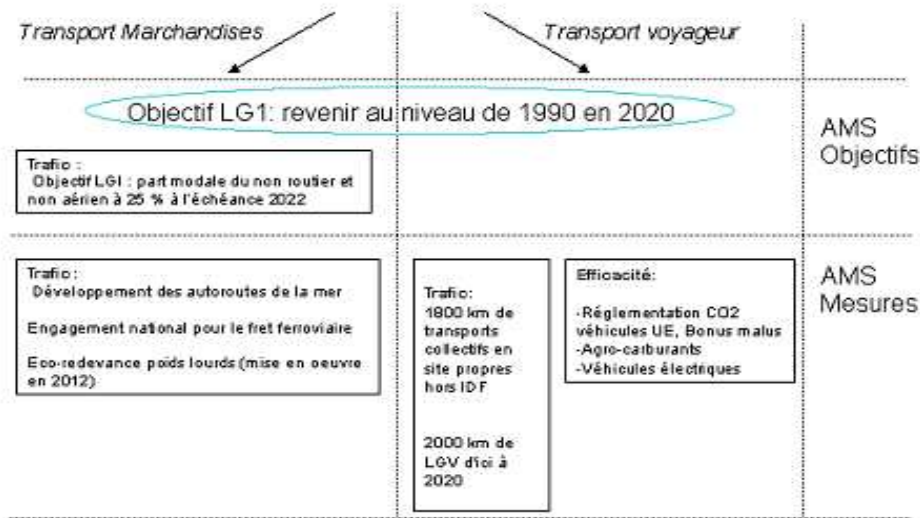 Transport Marchandises
Transport voyageur
Objectif LG1: revenir au niveau de 1990 en 2020
AMS
Objectifs
Trafic :
Objectif LGI : part modale du non routier et
non aérien à 25 % à l'échéance 2022
Trafic :
Développement des autoroutes de la mer
Engagement national pour le fret ferroviaire
Eco-redevance poids lourds (mise en oeuvre
en 2012)
Trafic:
1800 km de
transports
collectifs en
site propres
hors IDF
2000 km de
LGV d'ici à
2020
Efficacité:
-Réglementation CO2
véhicules UE, Bonus malus
-Agro-carburants
-Véhicules électriques
AMS
Mesures